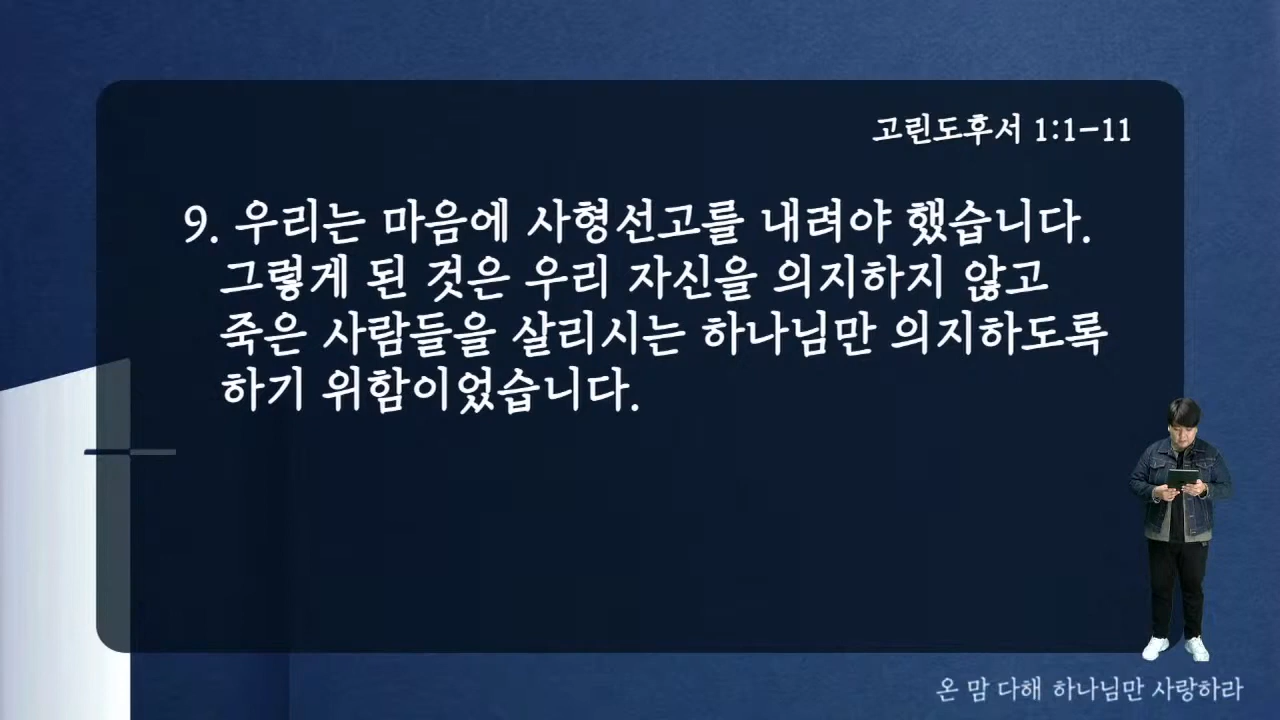 고린도후서 1:1-11
9. 우리는 마음에 사형선고를 내려야 했습니다.
그렇게 된 것은 우리 자신을 의지하지 않고
죽은 사람들을 살리시는 하나님만 의지하도록
하기 위함이었습니다.
온 맘 다해 하나님만 사랑하라